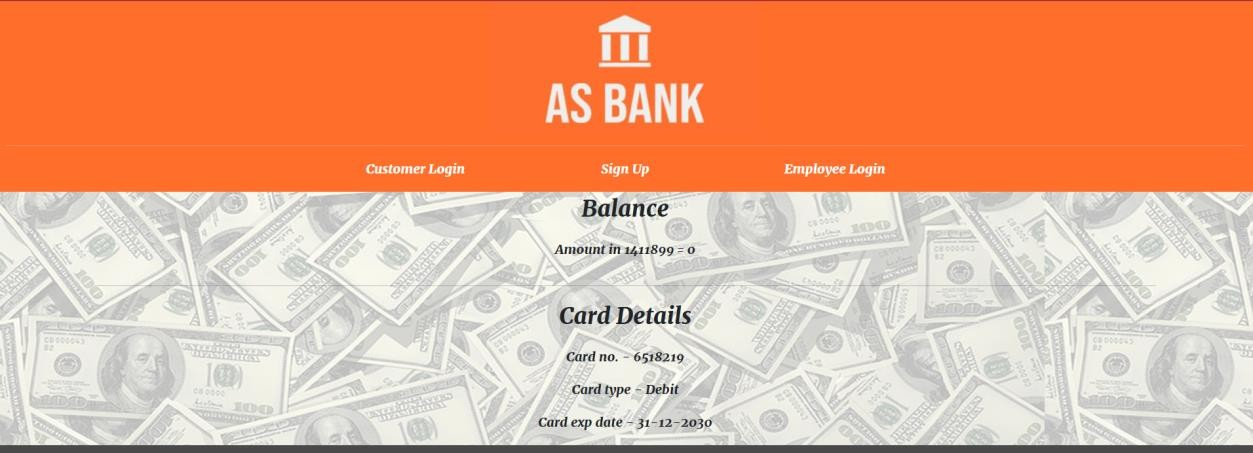 AS BANK
Customer Login
Sign Up
Employee Login
Balance
Amount in 1411899 = 0
Card Details
Card no. - 6518219
Card type - Debit
Card exp date - 31-12-2030